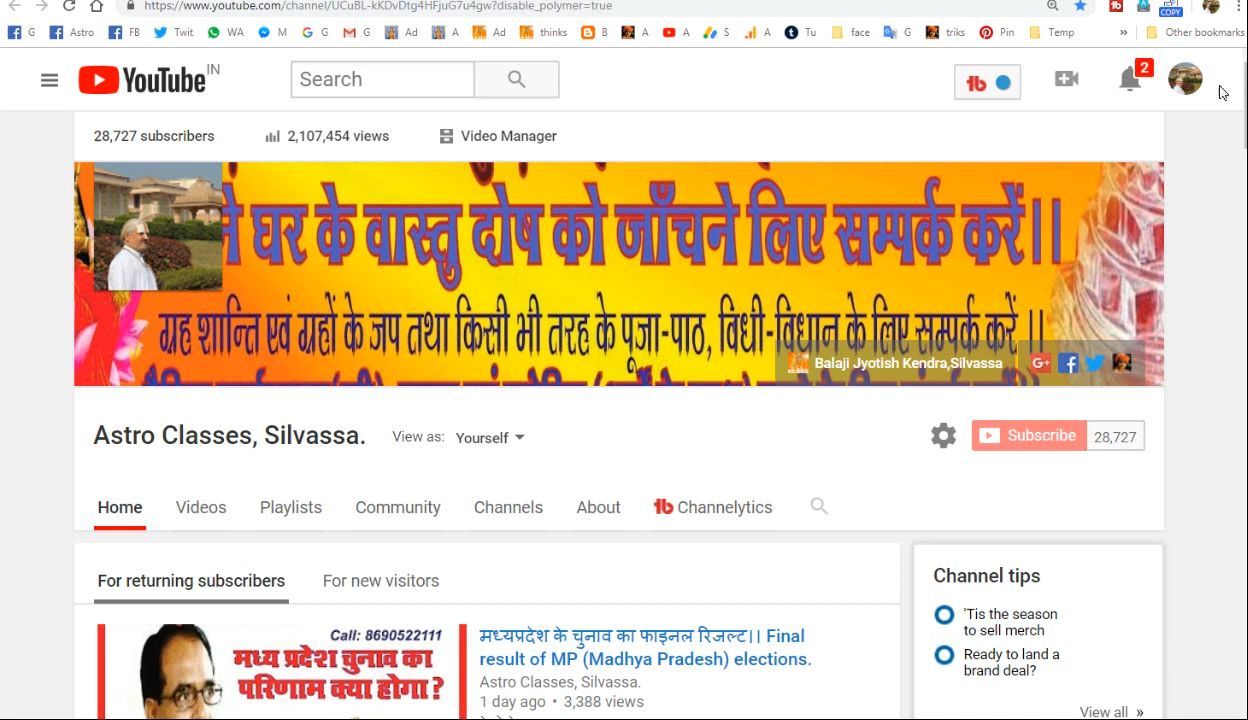 https://www.youtube.com/channel/UCuBL-kKDvDtg4HFjuG7u4gw?disable_polymer=true
G Astro FB Twit WA M G G Ad A Ad thinks B A A S A Tu face G triks Pin Temp » Other bookmarks
COPY
YouTube IN
Search
2
28,727 subscribers 2,107,454 views Video Manager
ने घर के वास्तु दोष को जाँचने लिए सम्पर्क करें।।
ग्रह शान्ति एवं ग्रहों के जप तथा किसी भी तरह के पूजा-पाठ, विधी-विधान के लिए सम्पर्क करें ।।
Balaji Jyotish Kendra,Silvassa
Astro Classes, Silvassa. View as: Yourself
Subscribe 28,727
Home Videos Playlists Community Channels About Channelytics
For returning subscribers For new visitors
Call: 8690522111
मध्य प्रदेश चुनाव का
परिणाम क्या होगा?
मध्यप्रदेश के चुनाव का फाइनल रिजल्ट।। Final
result of MP (Madhya Pradesh) elections.
Astro Classes, Silvassa.
1 day ago • 3,388 views
Channel tips
'Tis the season
to sell merch
Ready to land a
brand deal?
View all »